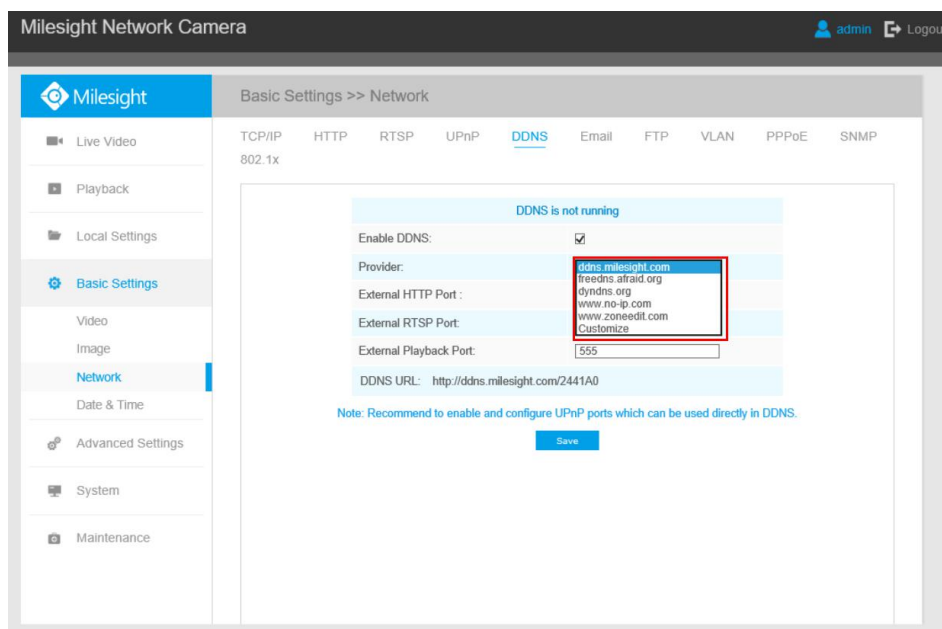 Milesight Network Camera
admin
Logou
Milesight
Basic Settings >> Network
Live Video
Playback
Local Settings
Basic Settings
Video
Image
Network
Date & Time
Advanced Settings
System
Maintenance
TCP/IP HTTP RTSP UPnP DDNS Email FTP VLAN PPPoE SNMP
802.1x
DDNS is not running
Enable DDNS:
Provider:
ddns.milesight.com
freedns.afraid.org
dyndns.org
www.no-ip.com
www.zoneedit.com
Customize
External HTTP Port :
External RTSP Port:
External Playback Port: 555
DDNS URL: http://ddns.milesight.com/2441A0
Note: Recommend to enable and configure UPnP ports which can be used directly in DDNS.
Save